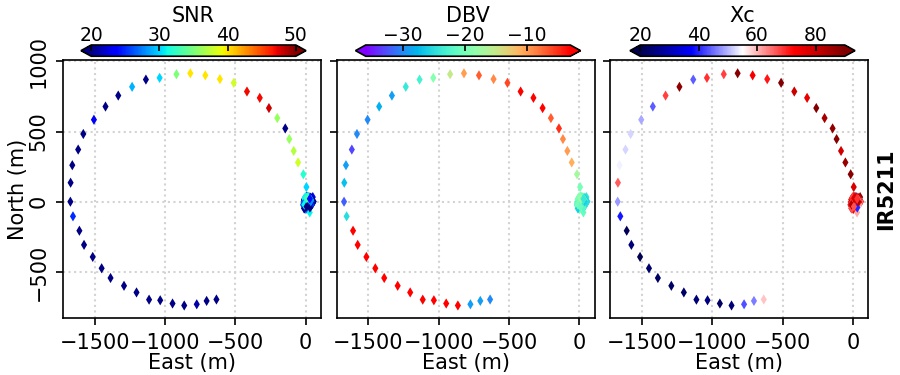 SNR DBV Xc
20 30 40 50 −30 −20 −10 20 40 60 80
1000
500
0
−500
North (m)
−1500 −1000 −500 0 −1500 −1000 −500 0 −1500 −1000 −500 0
East (m) East (m) East (m)
IR5211